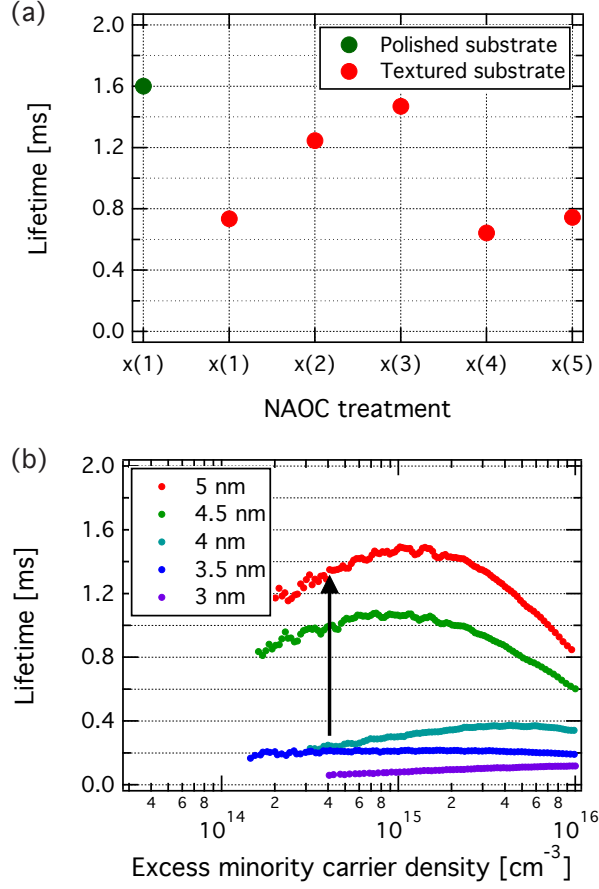 (a)
2.0
1.6
1.2
0.8
0.4
0.0
Lifetime [ms]
Polished substrate
Textured substrate
x(1) x(1) x(2) x(3) x(4) x(5)
NAOC treatment
(b)
2.0
1.6
1.2
0.8
0.4
0.0
Lifetime [ms]
5 nm
4.5 nm
4 nm
3.5 nm
3 nm
4 6 8 2 4 6 8 2 4 6 8
10^14 10^15 10^16
Excess minority carrier density [cm^-3]